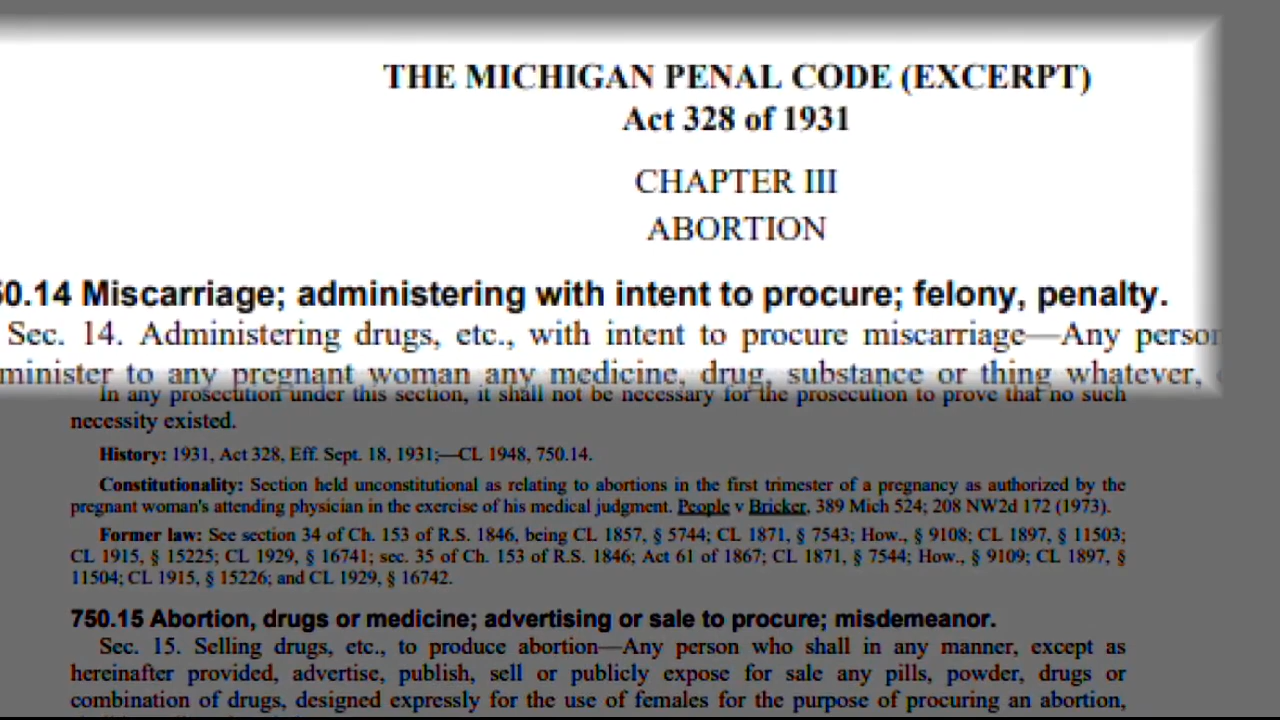 THE MICHIGAN PENAL CODE (EXCERPT)
Act 328 of 1931
CHAPTER III
ABORTION
50.14 Miscarriage; administering with intent to procure; felony, penalty.
Sec. 14. Administering drugs, etc., with intent to procure miscarriage—Any person
minister to any pregnant woman any medicine, drug, substance or thing whatever,
In any prosecution under this section, it shall not be necessary for the prosecution to prove that no such
necessity existed.
History: 1931, Act 328, Eff. Sept. 18, 1931;—CL 1948, 750.14.
Constitutionality: Section held unconstitutional as relating to abortions in the first trimester of a pregnancy as authorized by the
pregnant woman's attending physician in the exercise of his medical judgment. People v Bricker, 389 Mich 524; 208 NW2d 172 (1973).
Former law: See section 34 of Ch. 153 of R.S. 1846, being CL 1857, § 5744; CL 1871, § 7543; How., § 9108; CL 1897, § 11503;
CL 1915, § 15225; CL 1929, § 16741; sec. 35 of Ch. 153 of R.S. 1846; Act 61 of 1867; CL 1871, § 7544; How., § 9109; CL 1897, §
11504; CL 1915, § 15226; and CL 1929, § 16742.
750.15 Abortion, drugs or medicine; advertising or sale to procure; misdemeanor.
Sec. 15. Selling drugs, etc., to produce abortion—Any person who shall in any manner, except as
hereinafter provided, advertise, publish, sell or publicly expose for sale any pills, powder, drugs or
combination of drugs, designed expressly for the use of females for the purpose of procuring an abortion,